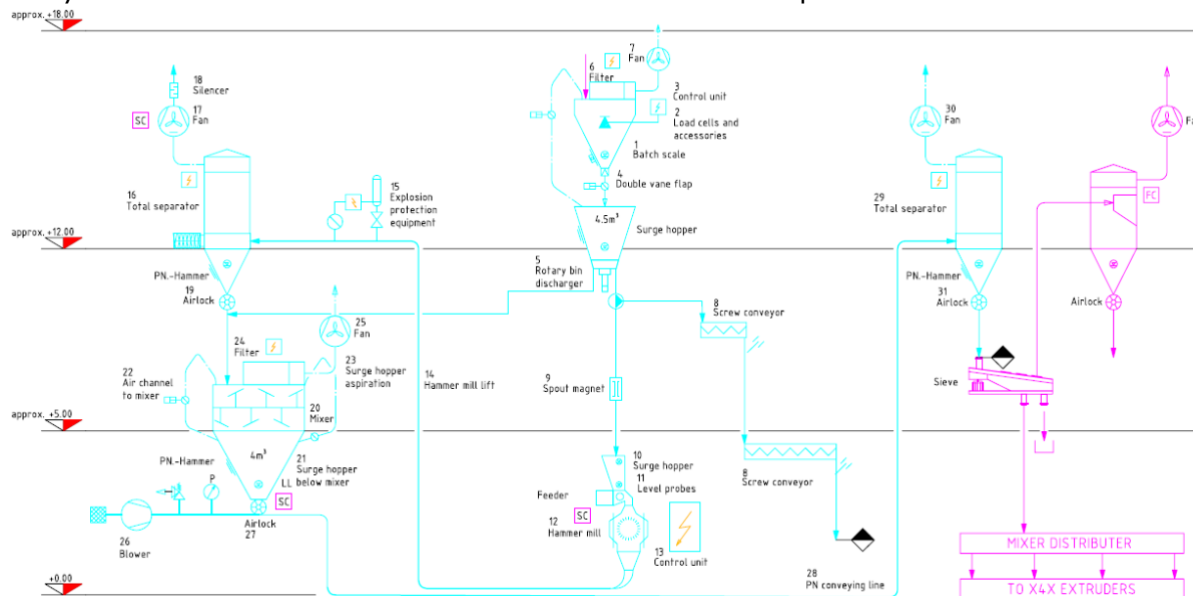 approx. +18.00
7
Fan
6
Filter
3
Control unit
2
Load cells and
accessories
1
Batch scale
4
Double vane flap
18
Silencer
17
Fan
SC
16
Total separator
15
Explosion
protection
equipment
4.5m³
Surge hopper
30
Fan
29
Total separator
Fa
FC
approx. +12.00
PN.-Hammer
19
Airlock
5
Rotary bin
discharger
8
Screw conveyor
PN.-Hammer
31
Airlock
Airlock
25
Fan
24
Filter
23
Surge hopper
aspiration
22
Air channel
to mixer
14
Hammer mill lift
9
Spout magnet
Sieve
20
Mixer
approx. +5.00
4m³
PN.-Hammer
21
Surge hopper
below mixer
LL
SC
P
Airlock
27
26
Blower
10
Surge hopper
11
Level probes
Feeder
SC
12
Hammer mill
13
Control unit
8
Screw conveyor
28
PN conveying line
MIXER DISTRIBUTER
TO X4X EXTRUDERS
±0.00